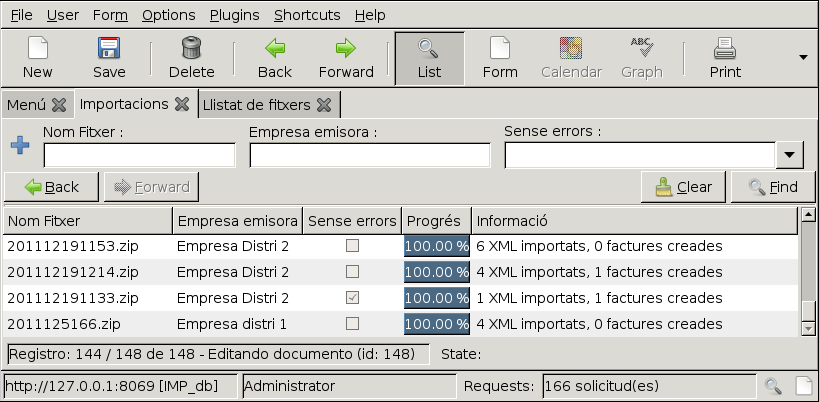 File User Form Options Plugins Shortcuts Help
New Save Delete Back Forward List Form Calendar ABC Graph Print
Menú Importacions Llistat de fitxers
Nom Fitxer : Empresa emisora : Sense errors :
Back Forward Clear Find
Nom Fitxer Empresa emisora Sense errors Progrés Informació
201112191153.zip Empresa Distri 2 100.00 % 6 XML importats, 0 factures creades
201112191214.zip Empresa Distri 2 100.00 % 4 XML importats, 1 factures creades
201112191133.zip Empresa Distri 2 100.00 % 1 XML importats, 1 factures creades
2011125166.zip Empresa distri 1 100.00 % 4 XML importats, 0 factures creades
Registro: 144 / 148 de 148 - Editando documento (id: 148) State:
http://127.0.0.1:8069 [IMP_db] Administrator Requests: 166 solicitud(es)